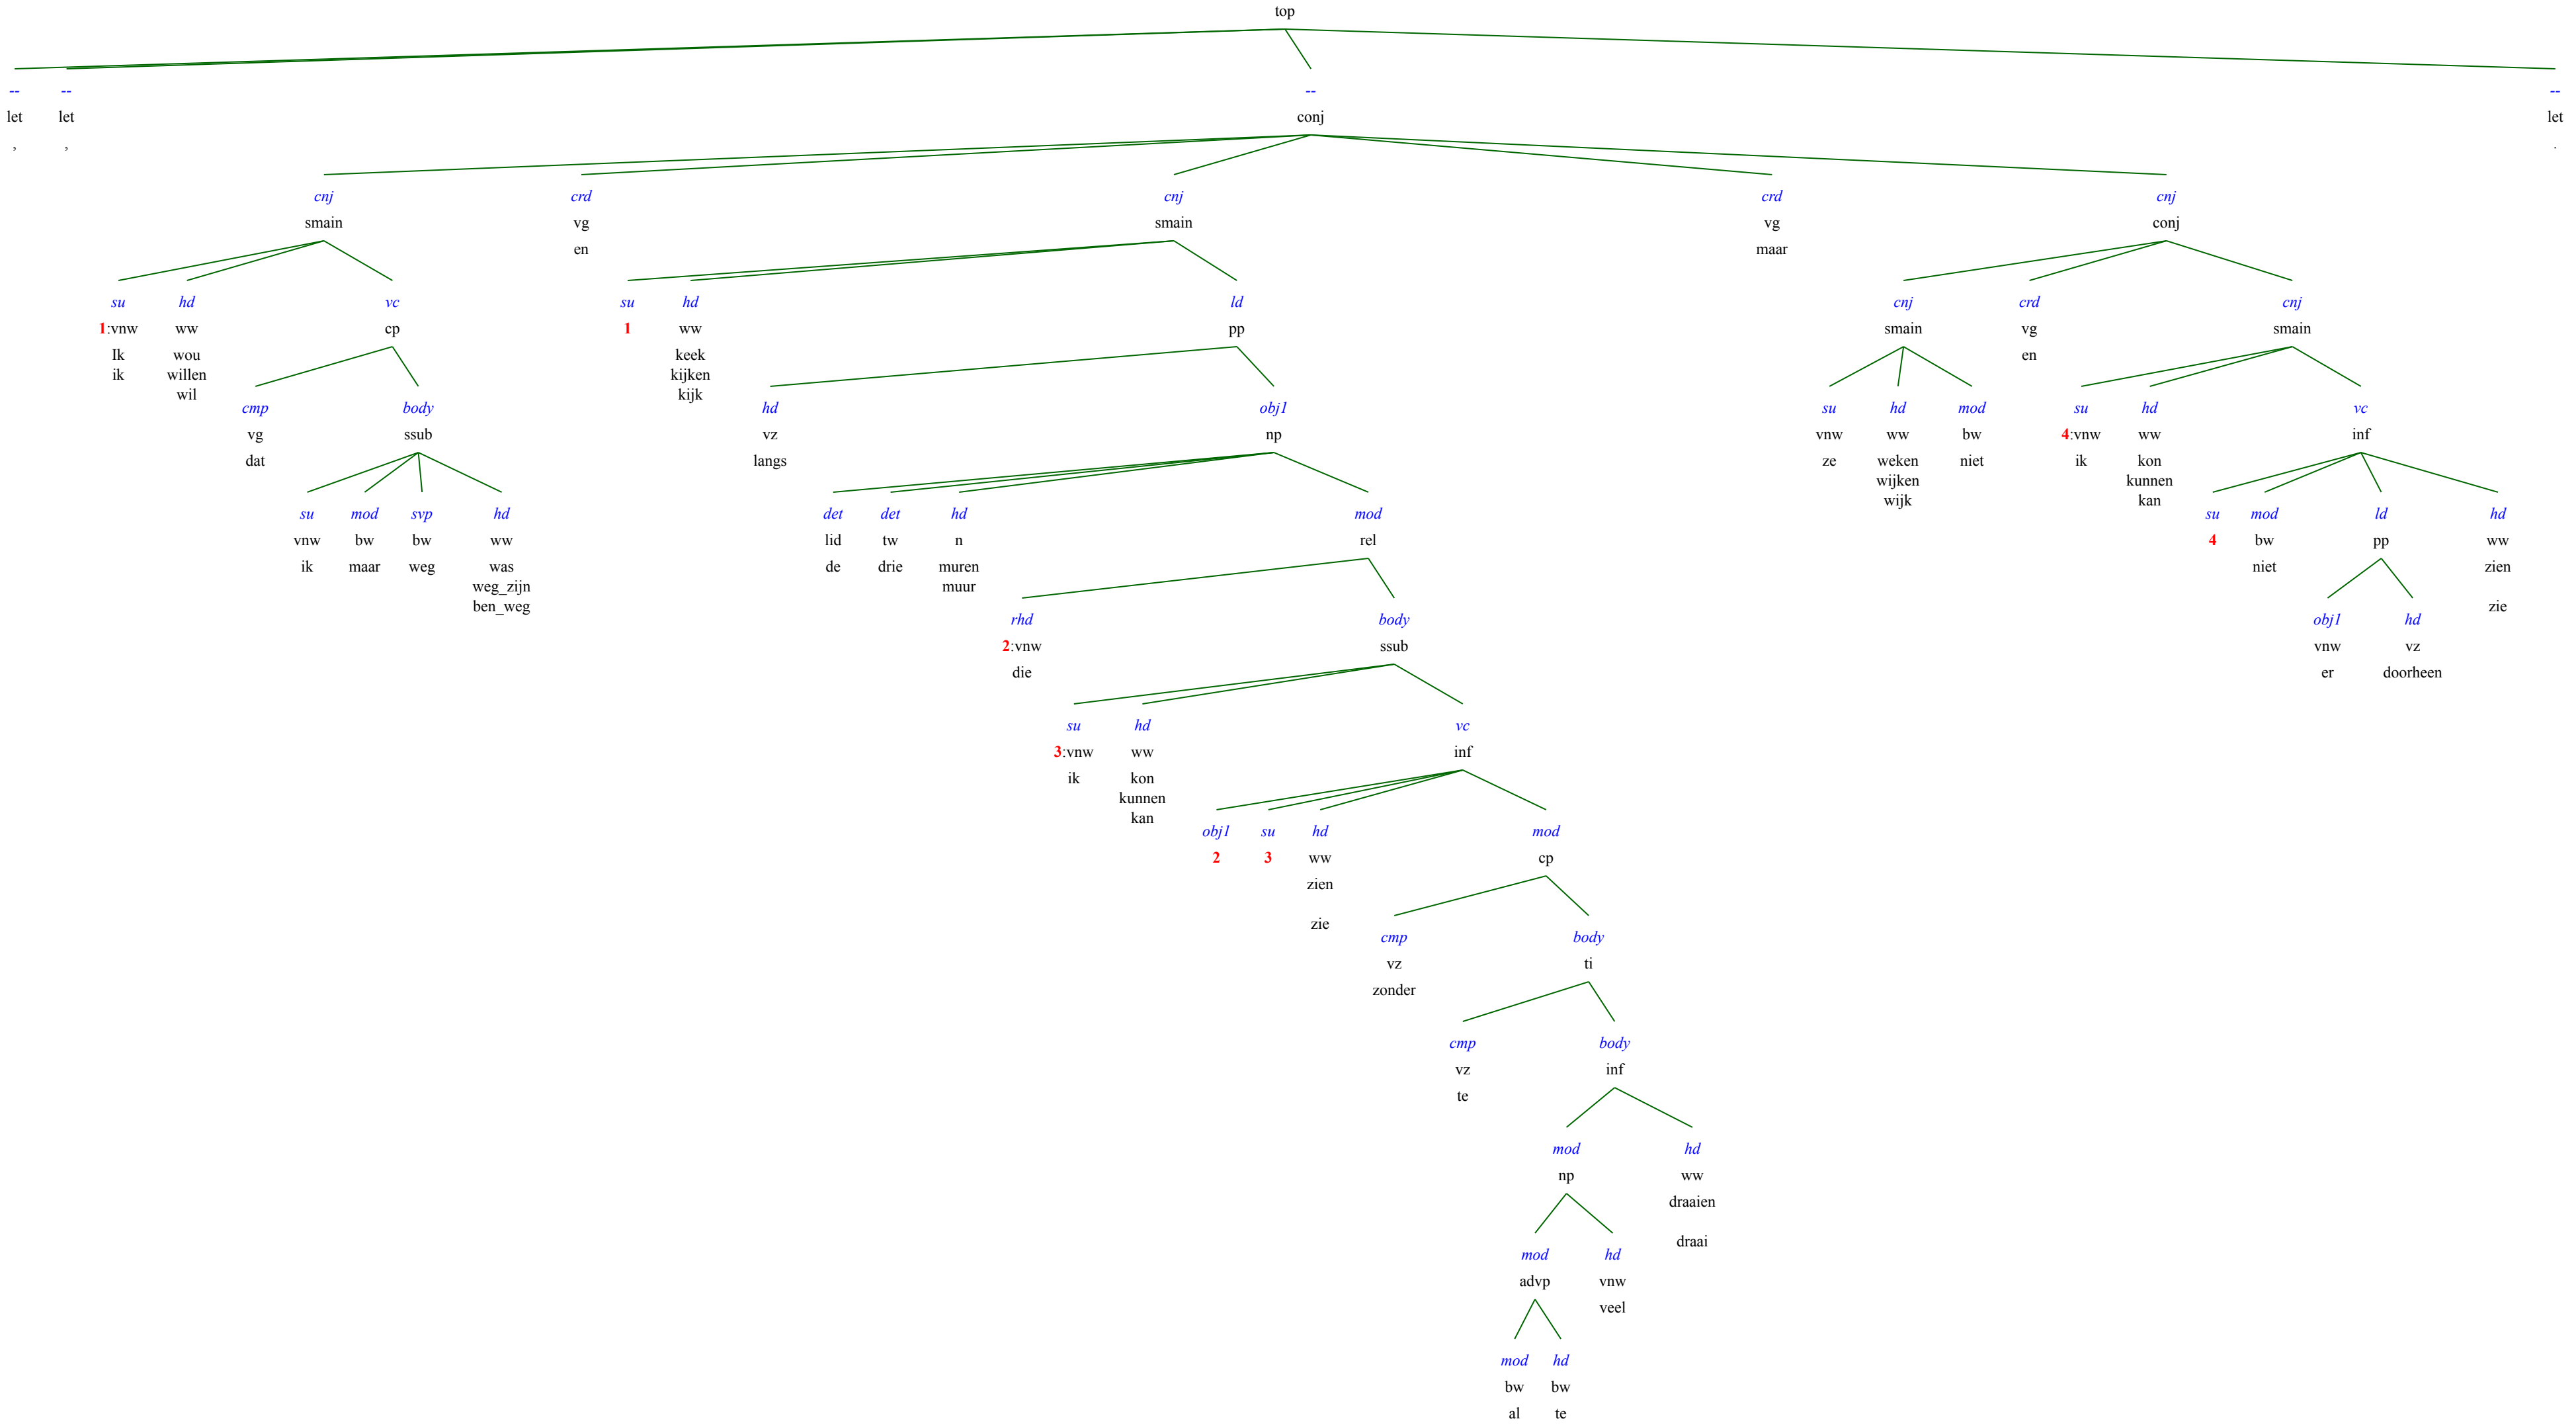 top
-- -- -- --
let let conj let
, , .
cnj crd cnj crd cnj
smain vg smain vg conj
en maar
su hd vc su hd ld cnj crd cnj
1:vnw ww cp 1 ww pp smain vg smain
Ik wou keek en
ik willen kijken
wil kijk
cmp body hd obj1 su hd mod su hd vc
vg ssub vz np vnw ww bw 4:vnw ww inf
dat langs ze weken niet ik kon
wijken kunnen
wijk kan
su mod svp hd det det hd mod su mod ld hd
vnw bw bw ww lid tw n rel 4 bw pp ww
ik maar weg was de drie muren niet zien
weg_zijn muur
ben_weg zie
rhd body obj1 hd
2:vnw ssub vnw vz
die er doorheen
su hd vc
3:vnw ww inf
ik kon
kunnen
kan
obj1 su hd mod
2 3 ww cp
zien
zie
cmp body
vz ti
zonder
cmp body
vz inf
te
mod hd
np ww
draaien
draai
mod hd
advp vnw
veel
mod hd
bw bw
al te